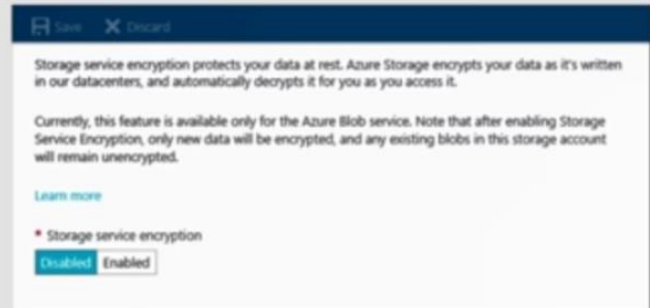 Save Discard
Storage service encryption protects your data at rest. Azure Storage encrypts your data as it's written
in our datacenters, and automatically decrypts it for you as you access it.
Currently, this feature is available only for the Azure Blob service. Note that after enabling Storage
Service Encryption, only new data will be encrypted, and any existing blobs in this storage account
will remain unencrypted.
Learn more
* Storage service encryption
Disabled Enabled